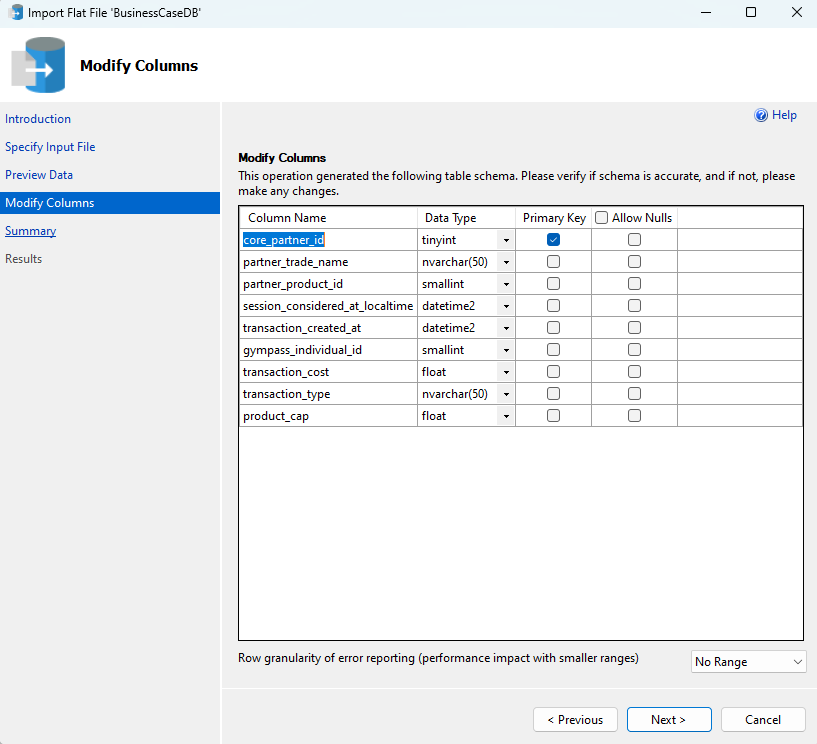 Import Flat File 'BusinessCaseDB'
Modify Columns
Introduction
Specify Input File
Preview Data
Modify Columns
Summary
Results
Help
Modify Columns
This operation generated the following table schema. Please verify if schema is accurate, and if not, please
make any changes.
Column Name Data Type Primary Key Allow Nulls
core_partner_id tinyint
partner_trade_name nvarchar(50)
partner_product_id smallint
session_considered_at_localtime datetime2
transaction_created_at datetime2
gympass_individual_id smallint
transaction_cost float
transaction_type nvarchar(50)
product_cap float
Row granularity of error reporting (performance impact with smaller ranges) No Range
< Previous Next > Cancel